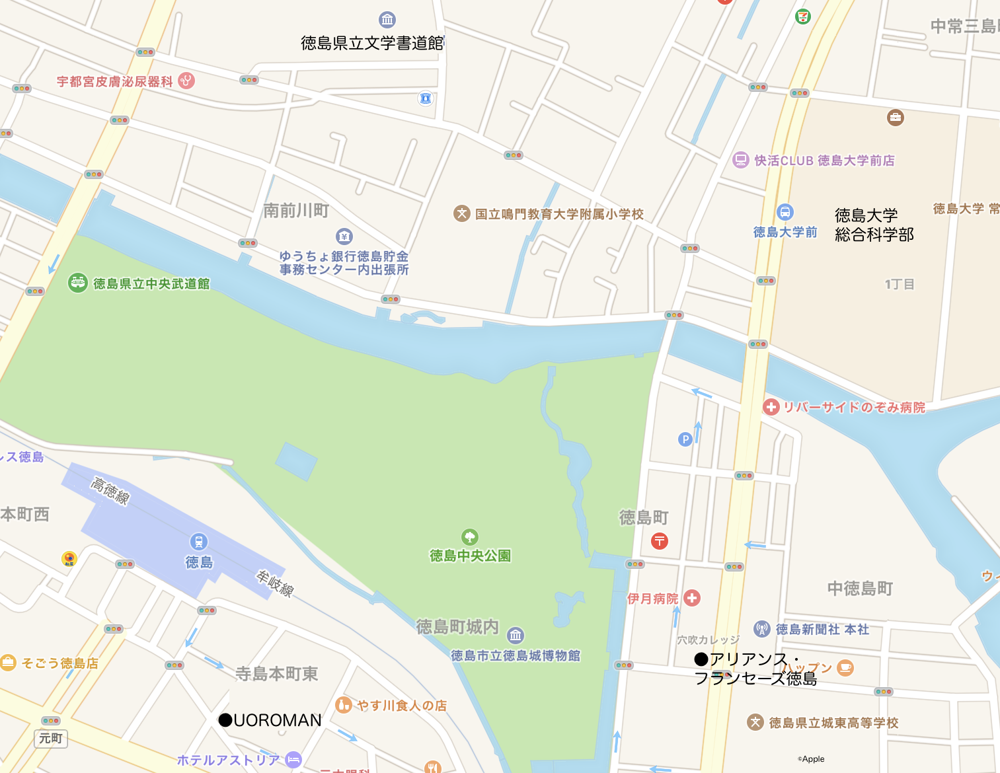 中常三島町
徳島県立文学書道館
宇都宮皮膚泌尿器科
快活CLUB 徳島大学前店
南前川町
国立鳴門教育大学附属小学校
徳島大学 常
徳島大学
総合科学部
徳島大学前
ゆうちょ銀行徳島貯金
事務センター内出張所
徳島県立中央武道館
1丁目
リバーサイドのぞみ病院
P
レス徳島
高徳線
本町西
徳島町
徳島
徳島中央公園
牟岐線
中徳島町
伊月病院
徳島町城内
徳島新聞社 本社
穴吹カレッジ
徳島市立徳島城博物館
そごう徳島店
●アリアンス・
フランセーズ徳島
ハップン
寺島本町東
やす川食人の店
●UOROMAN
徳島県立城東高等学校
元町
ホテルアストリア
©Apple